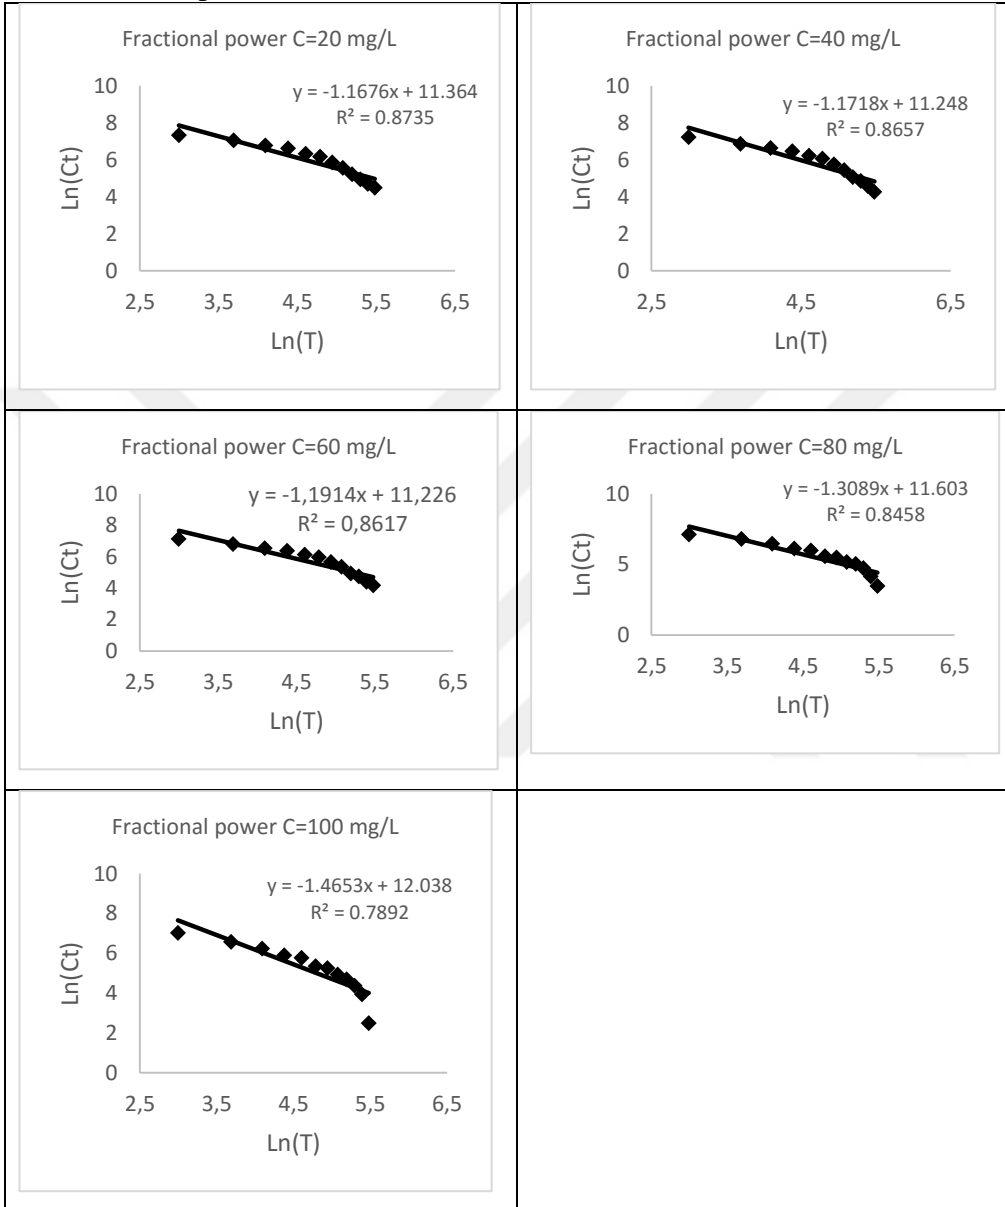 Fractional power C=20 mg/L
y = -1.1676x + 11.364
R² = 0.8735
10
8
6
4
2
0
Ln(Ct)
2,5 3,5 4,5 5,5 6,5
Ln(T)
Fractional power C=40 mg/L
y = -1.1718x + 11.248
R² = 0.8657
10
8
6
4
2
0
Ln(Ct)
2,5 4,5 6,5
Ln(T)
Fractional power C=60 mg/L
y = -1,1914x + 11,226
R² = 0,8617
10
8
6
4
2
0
Ln(Ct)
2,5 3,5 4,5 5,5 6,5
Ln(T)
Fractional power C=80 mg/L
y = -1.3089x + 11.603
R² = 0.8458
10
5
0
Ln(Ct)
2,5 3,5 4,5 5,5 6,5
Ln(T)
Fractional power C=100 mg/L
y = -1.4653x + 12.038
R² = 0.7892
10
8
6
4
2
0
Ln(Ct)
2,5 3,5 4,5 5,5 6,5
Ln(T)